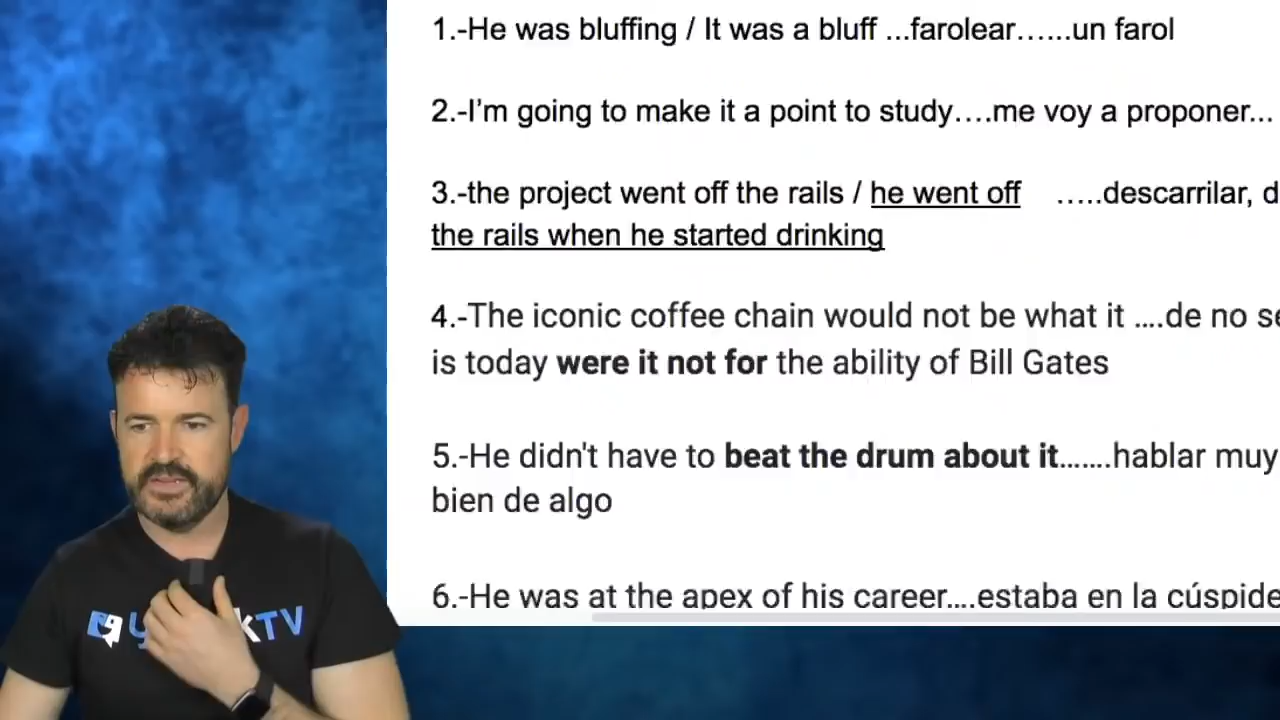 1.-He was bluffing / It was a bluff ...farolear…...un farol
2.-I’m going to make it a point to study….me voy a proponer...
3.-the project went off the rails / he went off …..descarrilar, d
the rails when he started drinking
4.-The iconic coffee chain would not be what it ….de no se
is today were it not for the ability of Bill Gates
5.-He didn't have to beat the drum about it…....hablar muy
bien de algo
6.-He was at the apex of his career….estaba en la cúspide
kTV